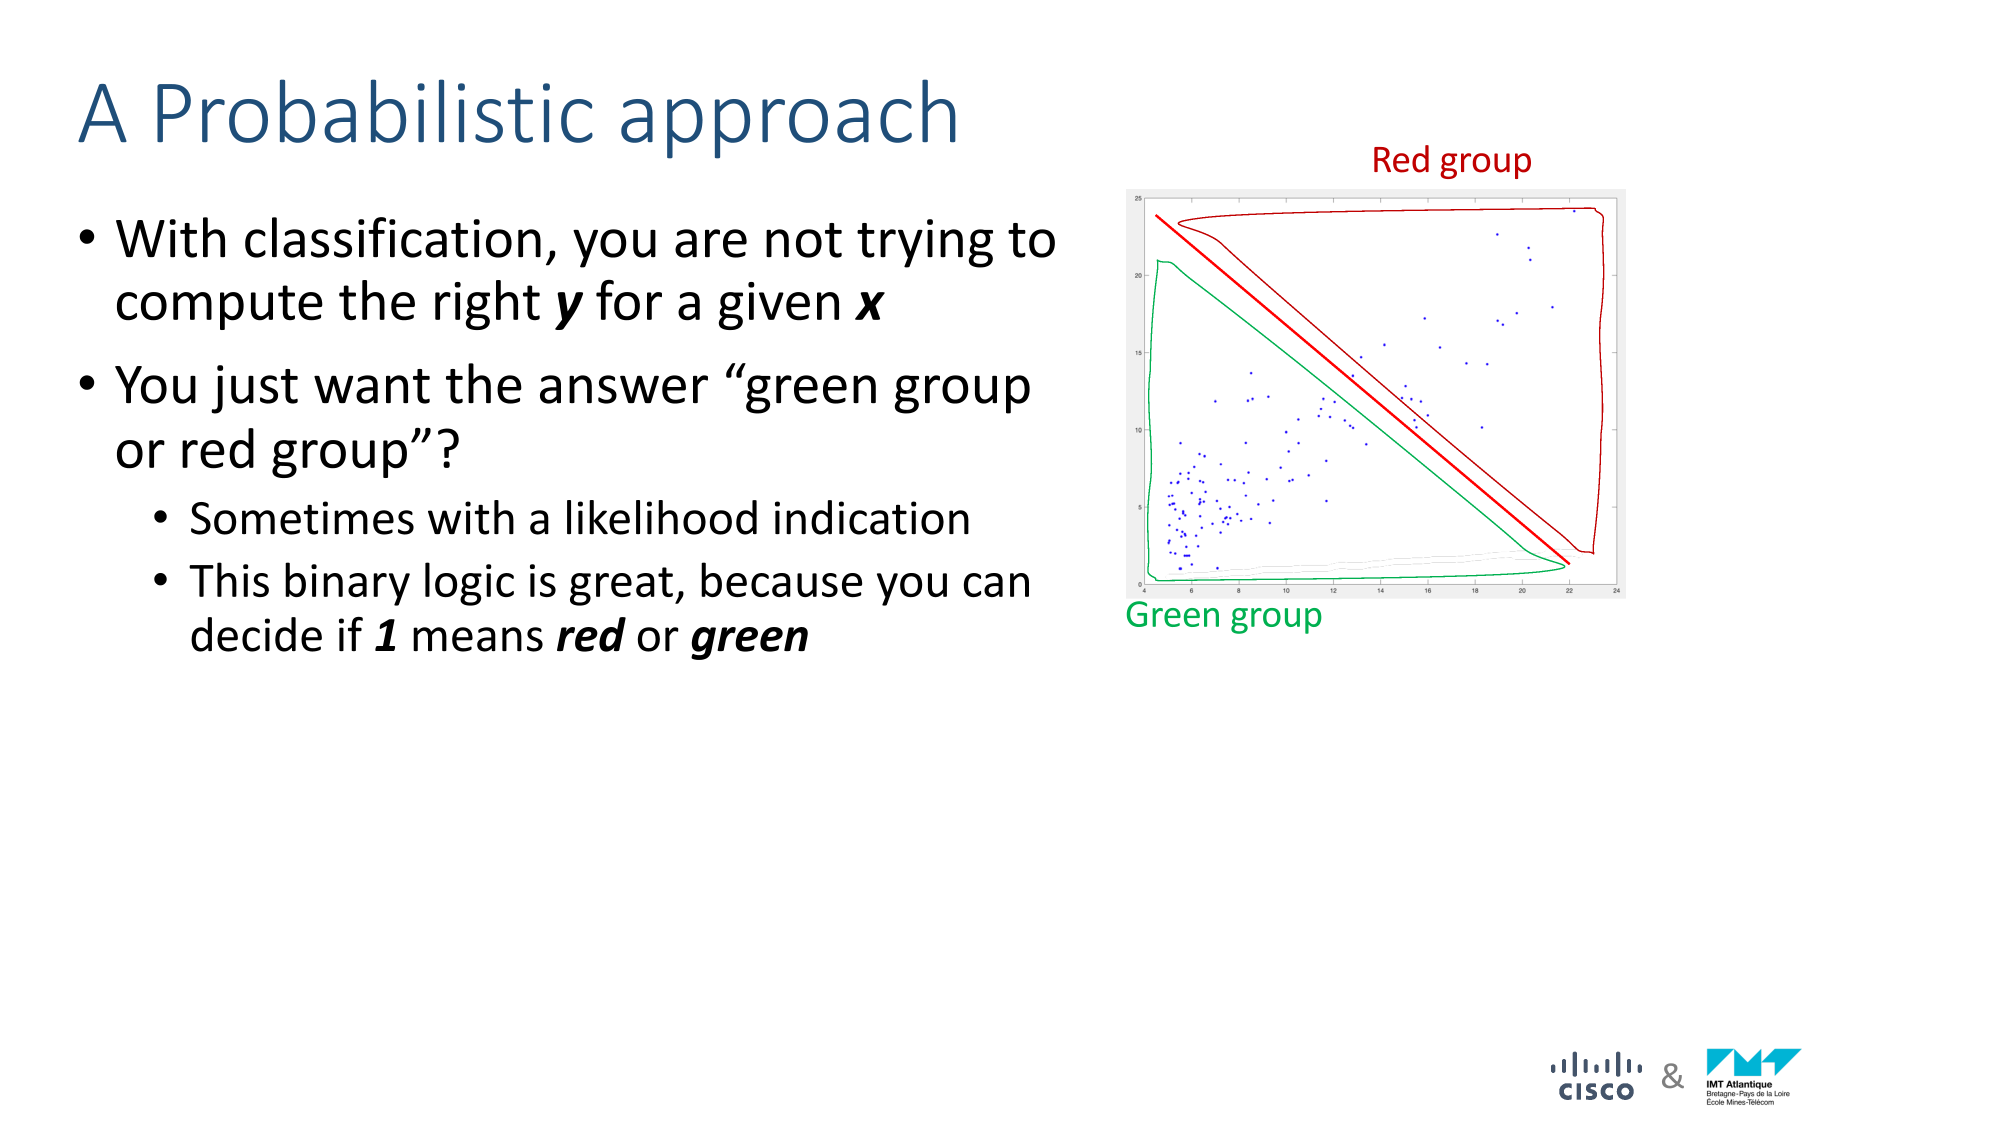 A Probabilistic approach
• With classification, you are not trying to
compute the right y for a given x
• You just want the answer “green group
or red group”?
• Sometimes with a likelihood indication
• This binary logic is great, because you can
decide if 1 means red or green
Red group
25
20
15
10
5
0
4 6 8 10 12 14 16 18 20 22 24
Green group
CISCO
&
IMT Atlantique
Bretagne-Pays de la Loire
École Mines-Télécom